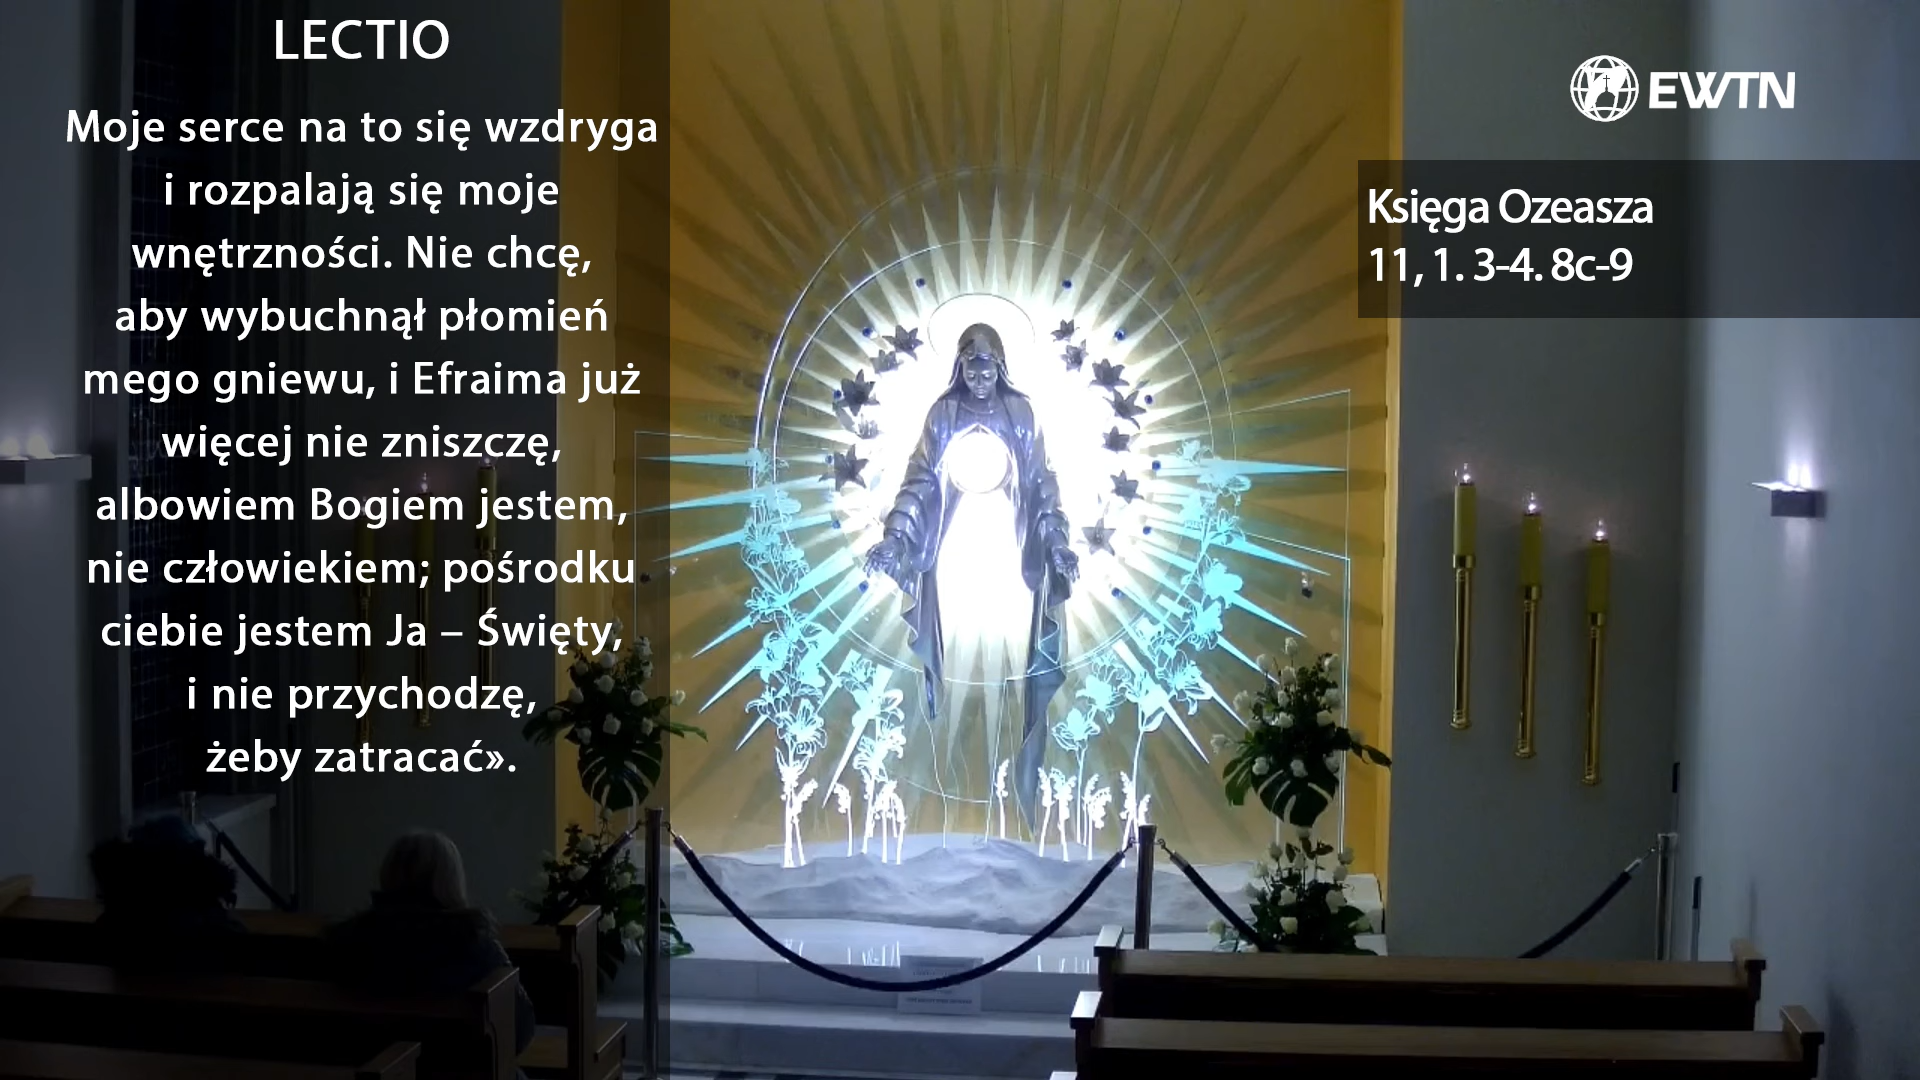 LECTIO
Moje serce na to się wzdryga
i rozpalają się moje
wnętrzności. Nie chcę,
aby wybuchnął płomień
mego gniewu, i Efraima już
więcej nie zniszczę,
albowiem Bogiem jestem,
nie człowiekiem; pośrodku
ciebie jestem Ja – Święty,
i nie przychodzę,
żeby zatracać».
EWTN
Księga Ozeasza
11, 1. 3-4. 8c-9